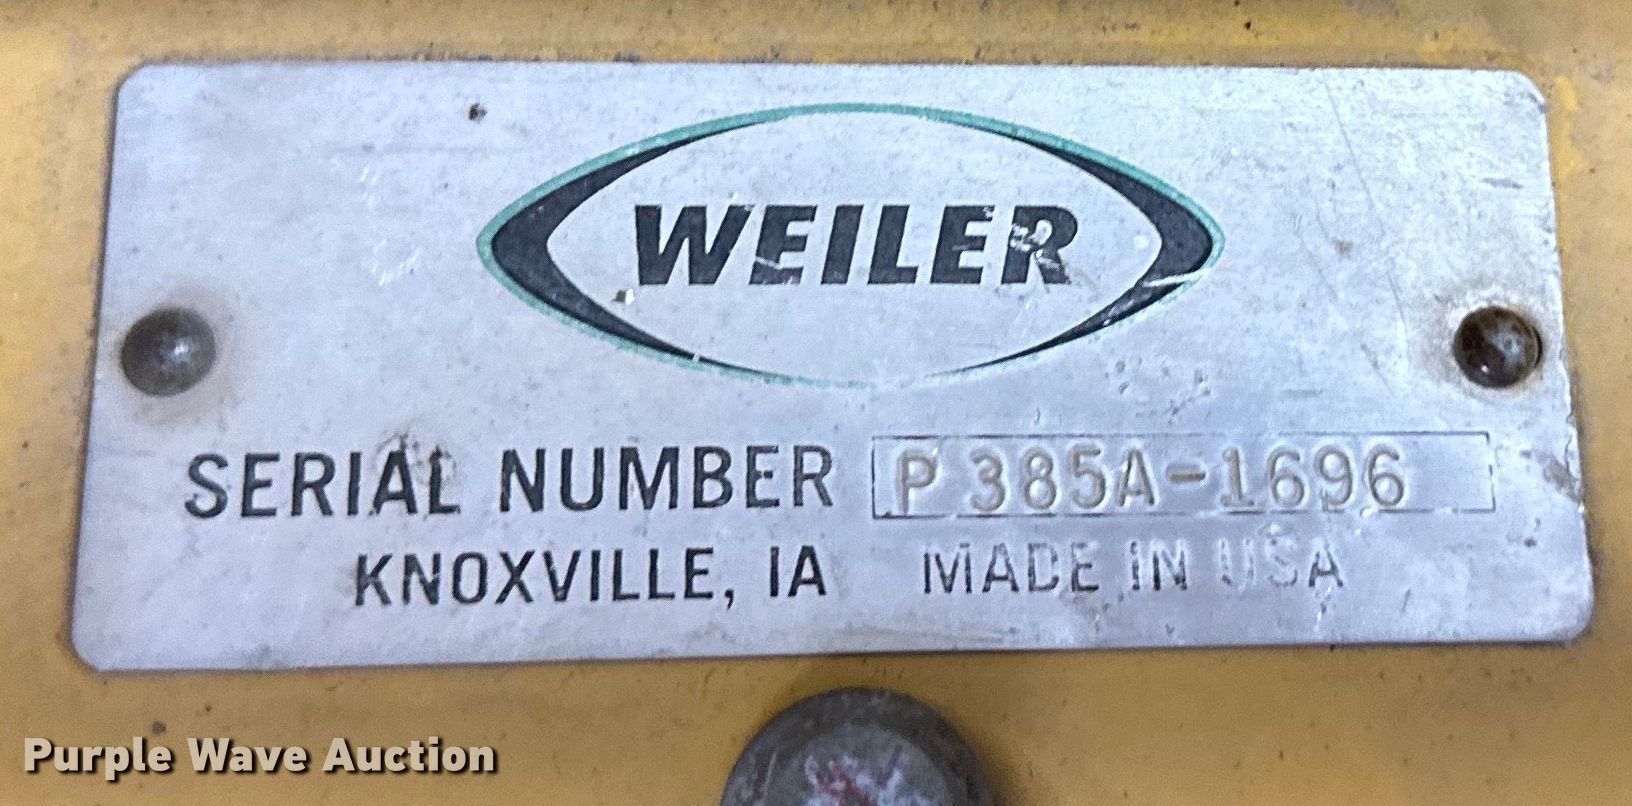 WEILER
SERIAL NUMBER P 385A-1696
KNOXVILLE, IA MADE IN USA
Purple Wave Auction